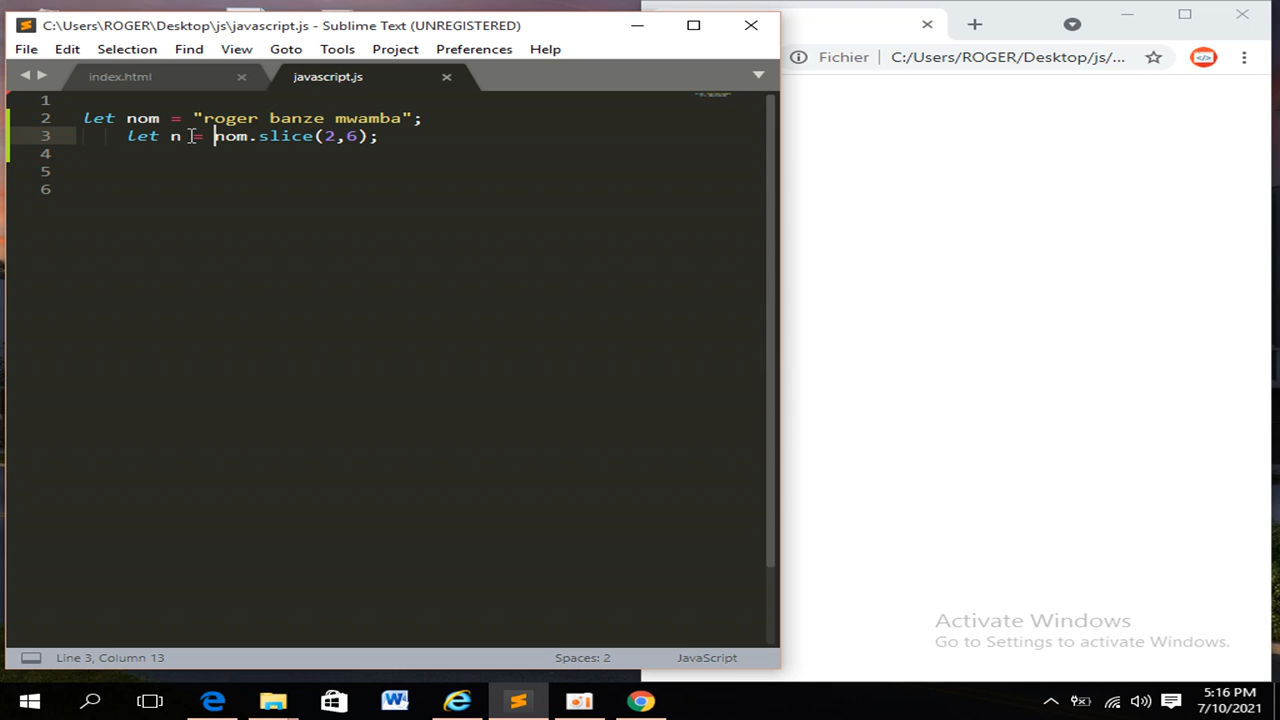 C:\Users\ROGER\Desktop\js\javascript.js - Sublime Text (UNREGISTERED)
File Edit Selection Find View Goto Tools Project Preferences Help
index.html
javascript.js
1
2 let nom = "roger banze mwamba";
3 let n = nom.slice(2,6);
4
5
6
Line 3, Column 13
Spaces: 2
JavaScript
Fichier
C:/Users/ROGER/Desktop/js/...
Activate Windows
Go to Settings to activate Windows.
5:16 PM
7/10/2021